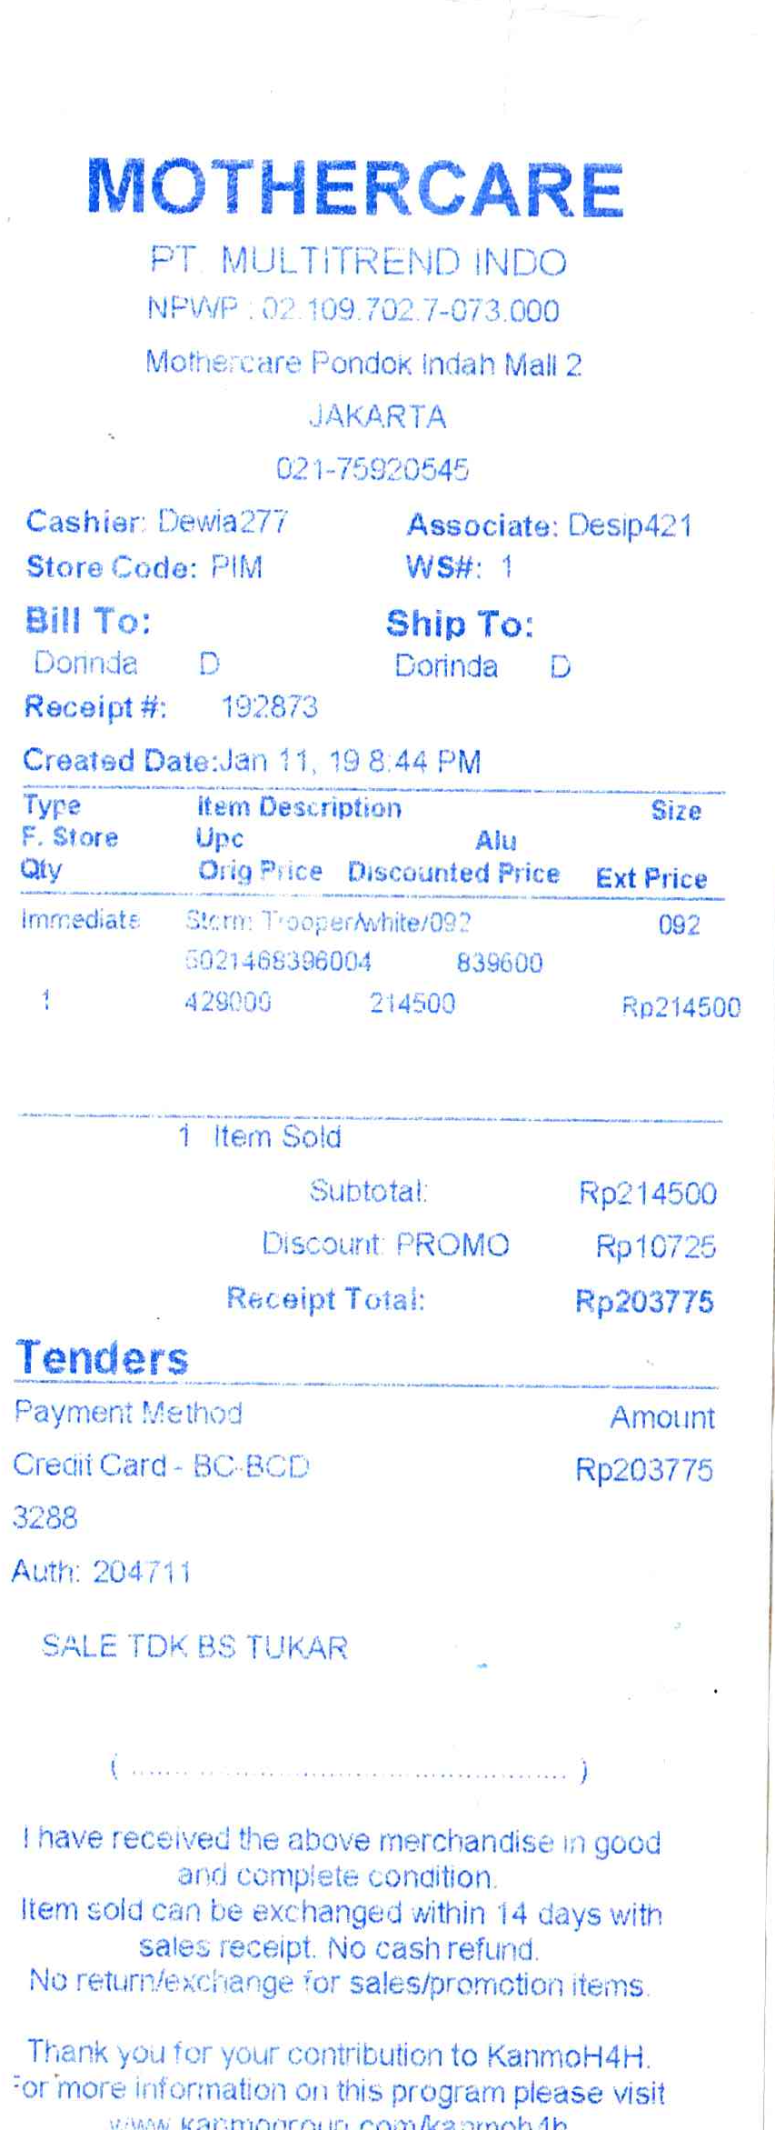 MOTHERCARE
PT. MULTITREND INDO
NPWP : 02.109.702.7-073.000
Mothercare Pondok Indah Mall 2
JAKARTA
021-75920545
Cashier: Dewia277 Associate: Desip421
Store Code: PIM WS#: 1
Bill To: Ship To:
Dorinda D Dorinda D
Receipt #: 192873
Created Date:Jan 11, 19 8:44 PM
Type Item Description Size
F. Store Upc Alu
Qty Orig Price Discounted Price Ext Price
Immediate Storm Trooper/white/092 092
5021468396004 839600
1 429000 214500 Rp214500
1 Item Sold
Subtotal: Rp214500
Discount: PROMO Rp10725
Receipt Total: Rp203775
Tenders
Payment Method Amount
Credit Card - BC-BCD Rp203775
3288
Auth: 204711
SALE TDK BS TUKAR
( ........................................................ )
I have received the above merchandise in good
and complete condition.
Item sold can be exchanged within 14 days with
sales receipt. No cash refund.
No return/exchange for sales/promotion items.
Thank you for your contribution to KanmoH4H.
For more information on this program please visit
www.kanmogroup.com/kanmoh4h